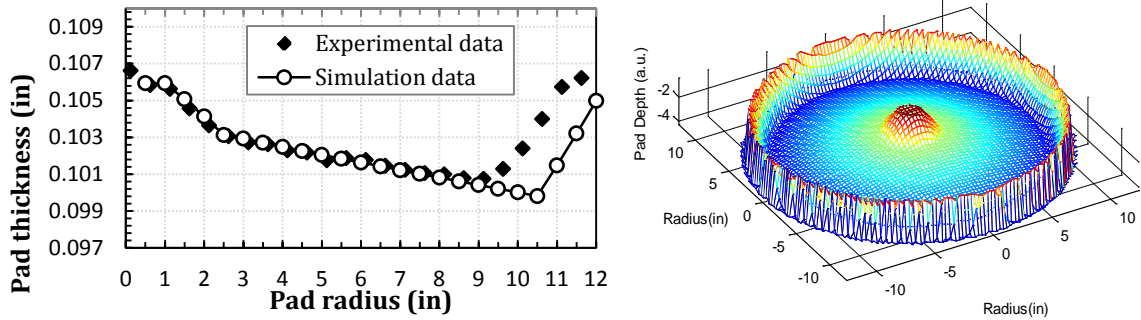 0.109
0.107
0.105
0.103
0.101
0.099
0.097
Pad thickness (in)
Experimental data
Simulation data
0 1 2 3 4 5 6 7 8 9 10 11 12
Pad radius (in)
Pad Depth (a.u.)
-2
-4
10
5
0
-5
-10
Radius(in)
-10
-5
0
5
10
Radius(in)